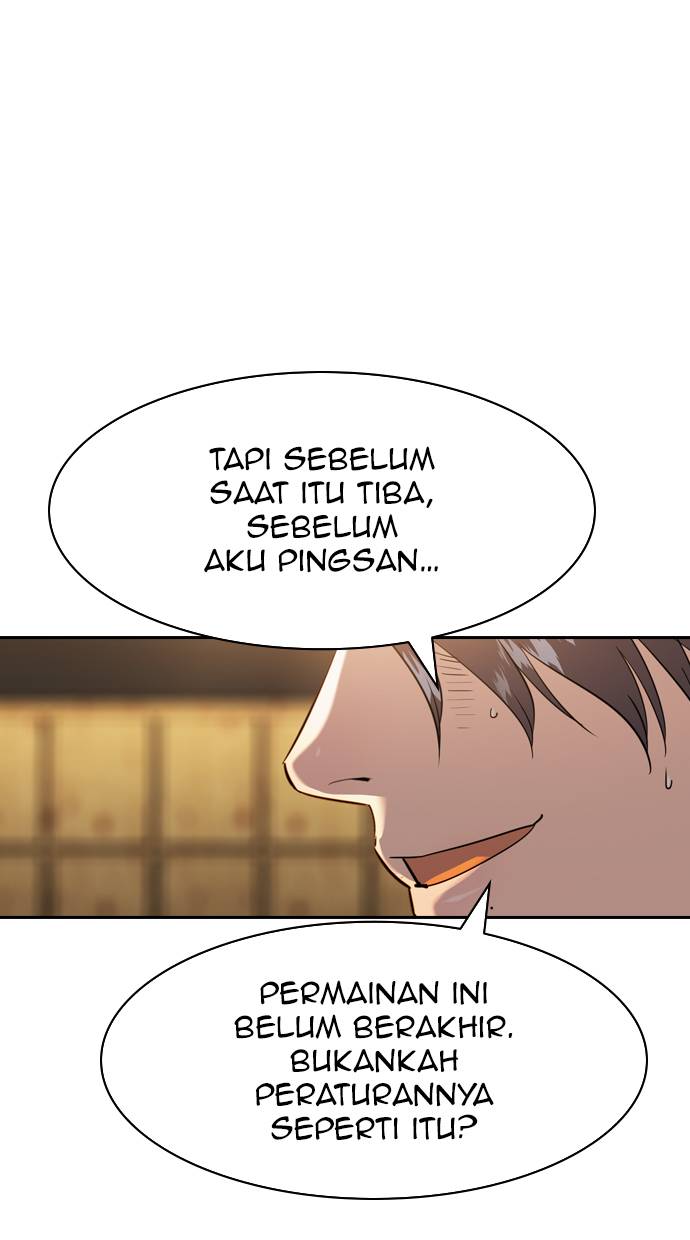 TAPI SEBELUM
SAAT ITU TIBA,
SEBELUM
AKU PINGSAN...
PERMAINAN INI
BELUM BERAKHIR.
BUKANKAH
PERATURANNYA
SEPERTI ITU?